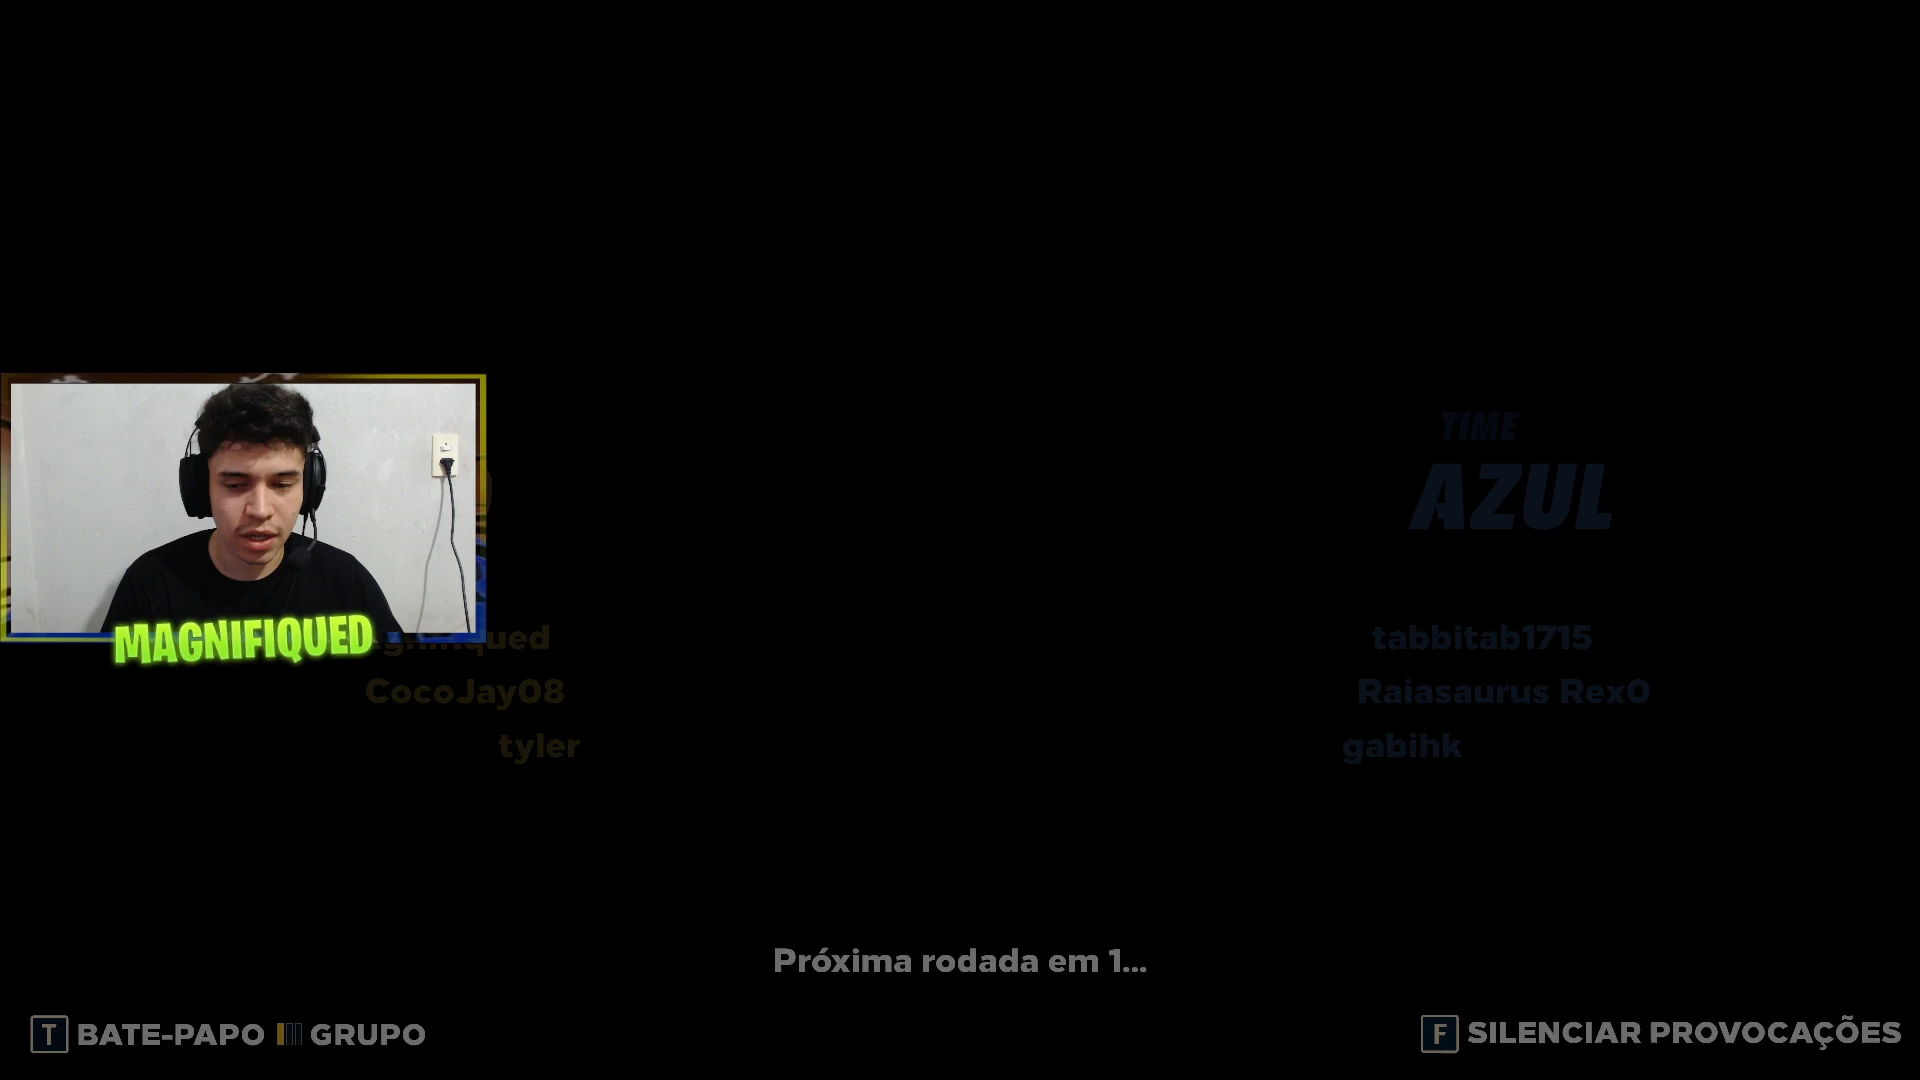 TIME
AZUL
MAGNIFIQUED
tabbitab1715
CocoJay08
Raiasaurus Rex0
tyler
gabihk
Próxima rodada em 1...
T BATE-PAPO GRUPO
F SILENCIAR PROVOCAÇÕES